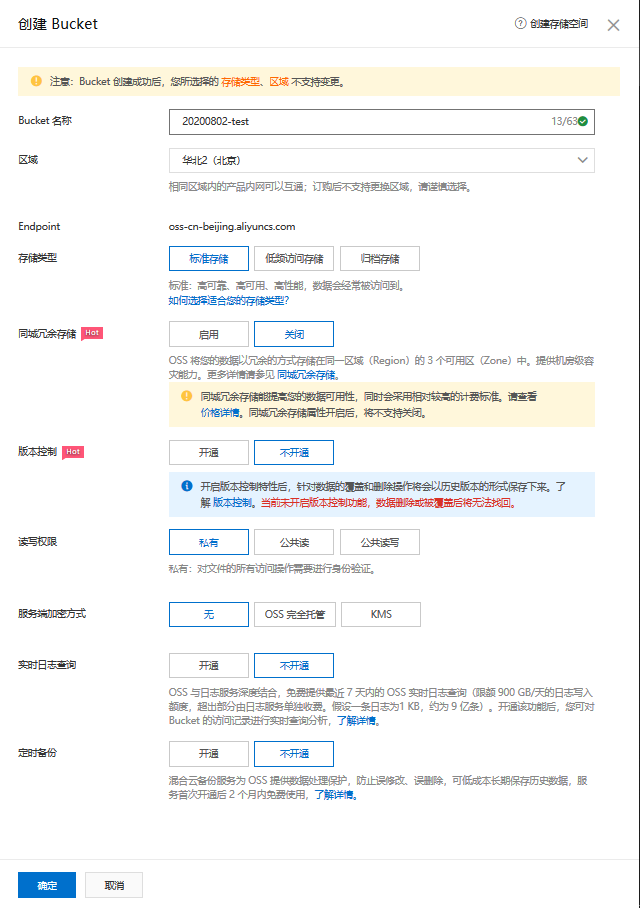 创建 Bucket
创建存储空间
注意：Bucket 创建成功后，您所选择的 存储类型、区域 不支持变更。
Bucket 名称
20200802-test
13/63
区域
华北2（北京）
相同区域内的产品内网可以互通；订购后不支持更换区域，请谨慎选择。
Endpoint
oss-cn-beijing.aliyuncs.com
存储类型
标准存储
低频访问存储
归档存储
标准：高可靠、高可用、高性能，数据会经常被访问到。
如何选择适合您的存储类型?
同城冗余存储 Hot
启用
关闭
OSS 将您的数据以冗余的方式存储在同一区域（Region）的 3 个可用区（Zone）中。提供机房级容
灾能力。更多详情请参见 同城冗余存储。
同城冗余存储能提高您的数据可用性，同时会采用相对较高的计费标准。请查看
价格详情。同城冗余存储属性开启后，将不支持关闭。
版本控制 Hot
开通
不开通
开启版本控制特性后，针对数据的覆盖和删除操作将会以历史版本的形式保存下来。了
解 版本控制。当前未开启版本控制功能，数据删除或被覆盖后将无法找回。
读写权限
私有
公共读
公共读写
私有：对文件的所有访问操作需要进行身份验证。
服务端加密方式
无
OSS 完全托管
KMS
实时日志查询
开通
不开通
OSS 与日志服务深度结合，免费提供最近 7 天内的 OSS 实时日志查询（限额 900 GB/天的日志写入
额度，超出部分由日志服务单独收费。假设一条日志为1 KB，约为 9 亿条）。开通该功能后，您可对
Bucket 的访问记录进行实时查询分析，了解详情。
定时备份
开通
不开通
混合云备份服务为 OSS 提供数据处理保护，防止误修改、误删除，可低成本长期保存历史数据，服
务首次开通后 2 个月内免费使用，了解详情。
确定
取消